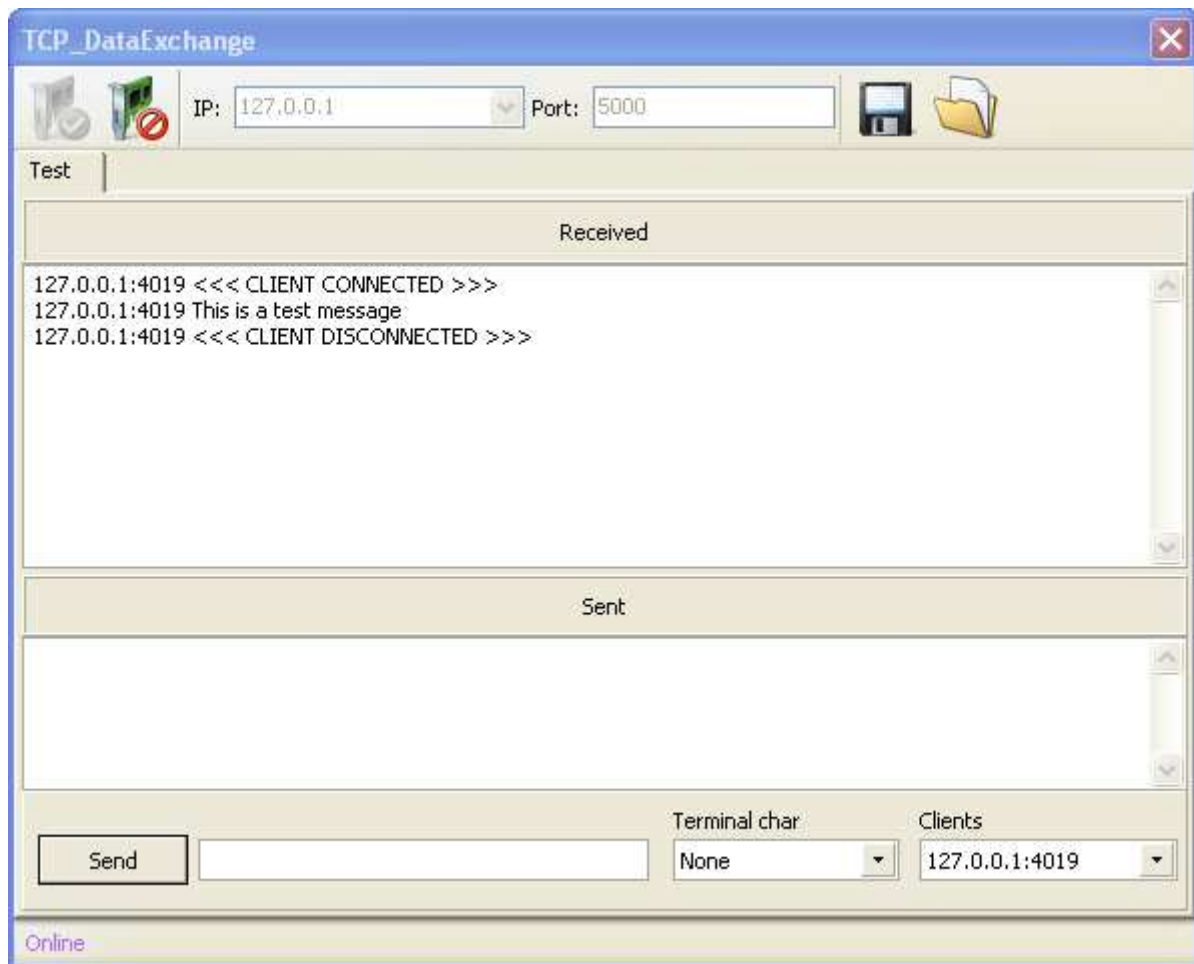 TCP_DataExchange
IP: 127.0.0.1 Port: 5000
Test
Received
127.0.0.1:4019 <<< CLIENT CONNECTED >>>
127.0.0.1:4019 This is a test message
127.0.0.1:4019 <<< CLIENT DISCONNECTED >>>
Sent
Terminal char Clients
Send None 127.0.0.1:4019
Online